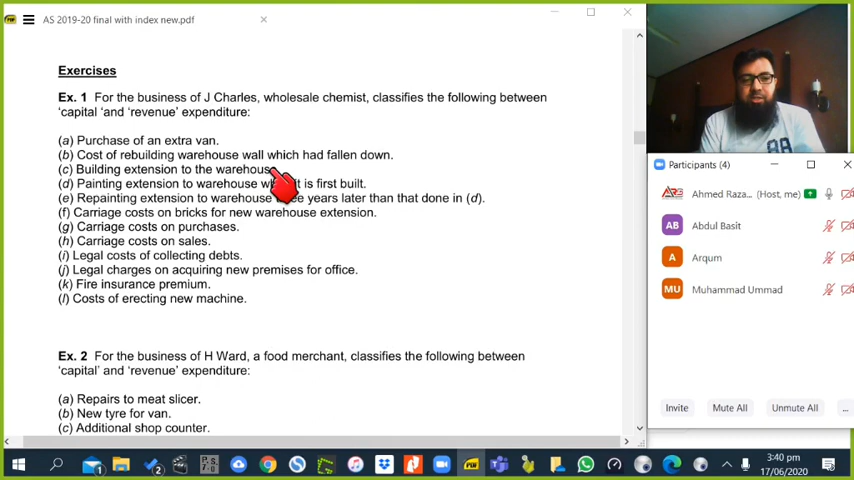 AS 2019-20 final with index new.pdf
Exercises
Ex. 1 For the business of J Charles, wholesale chemist, classifies the following between
‘capital ‘and ‘revenue’ expenditure:
(a) Purchase of an extra van.
(b) Cost of rebuilding warehouse wall which had fallen down.
(c) Building extension to the warehouse
(d) Painting extension to warehouse it is first built.
(e) Repainting extension to warehouse years later than that done in (d).
(f) Carriage costs on bricks for new warehouse extension.
(g) Carriage costs on purchases.
(h) Carriage costs on sales.
(i) Legal costs of collecting debts.
(j) Legal charges on acquiring new premises for office.
(k) Fire insurance premium.
(l) Costs of erecting new machine.
Ex. 2 For the business of H Ward, a food merchant, classifies the following between
‘capital’ and ‘revenue’ expenditure:
(a) Repairs to meat slicer.
(b) New tyre for van.
(c) Additional shop counter.
88
Participants (4)
ARS Ahmed Raza... (Host, me)
AB Abdul Basit
A Arqum
MU Muhammad Ummad
Invite Mute All Unmute All ...
3:40 pm
17/06/2020